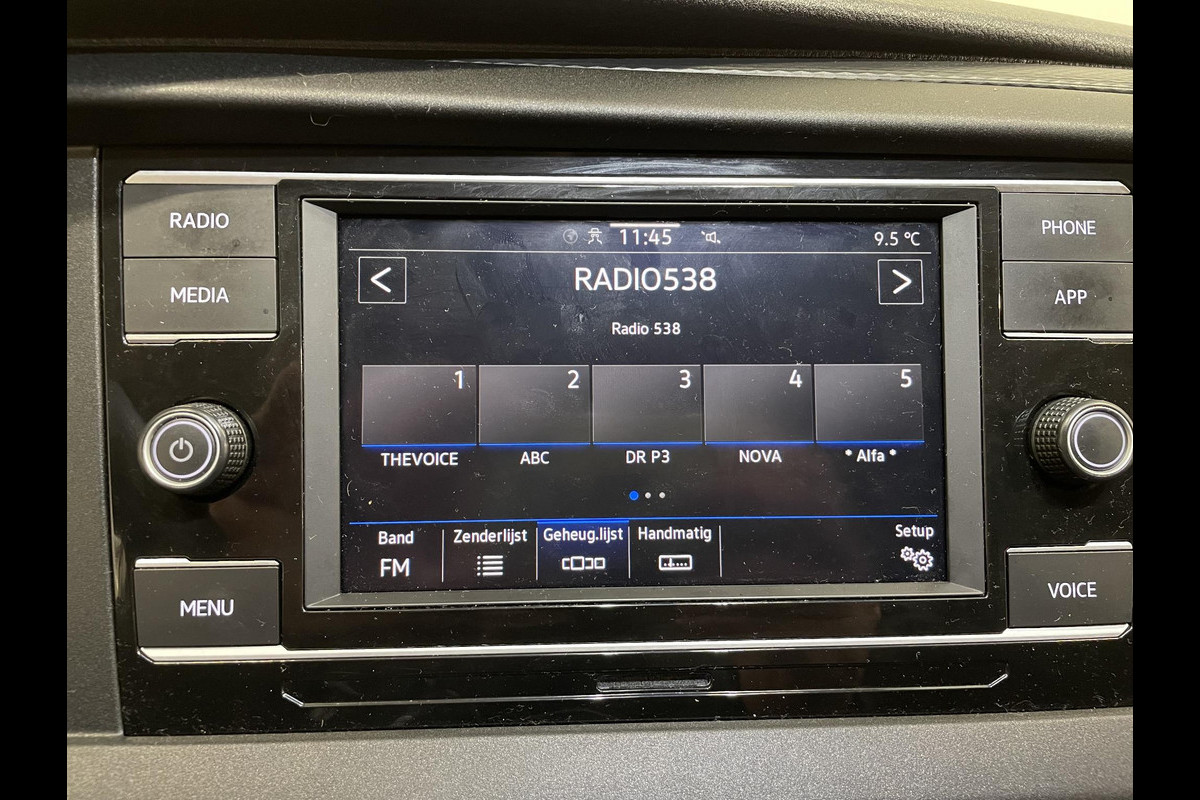 RADIO
MEDIA
MENU
11:45
9.5 °C
<
RADIO538
>
Radio 538
1
2
3
4
5
THEVOICE
ABC
DR P3
NOVA
* Alfa *
Band
FM
Zenderlijst
Geheug.lijst
Handmatig
Setup
PHONE
APP
VOICE